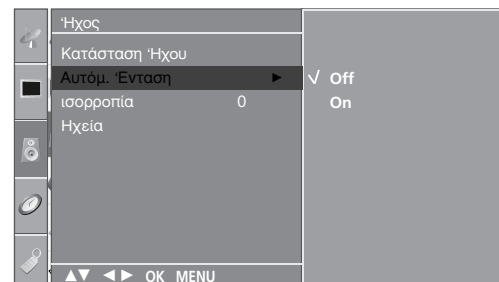 Ήχος
Κατάσταση Ήχου
Αυτόμ. Ένταση ►
ισορροπία 0
Ηχεία
√ Off
On
▲▼ ◄► OK MENU